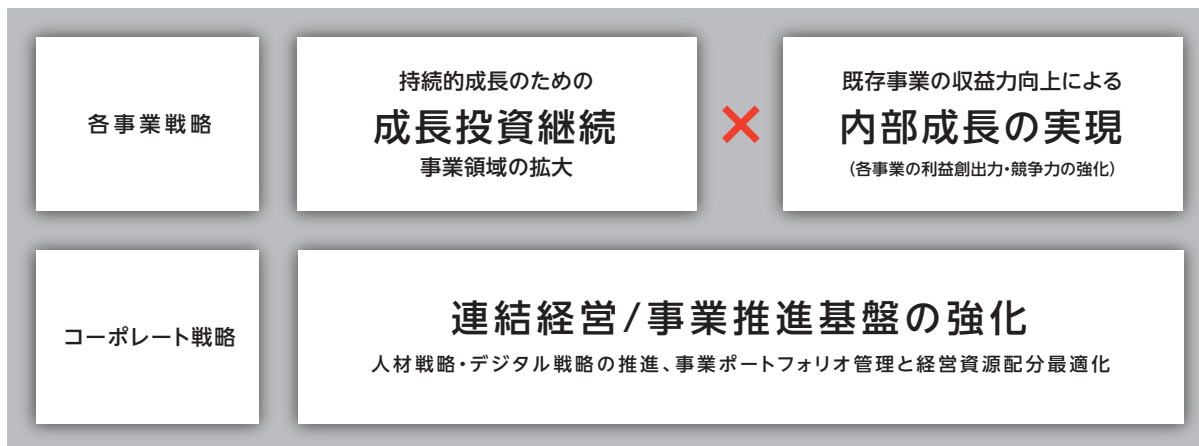 各事業戦略
持続的成長のための
成長投資継続
事業領域の拡大
×
既存事業の収益力向上による
内部成長の実現
(各事業の利益創出力・競争力の強化)
コーポレート戦略
連結経営/事業推進基盤の強化
人材戦略・デジタル戦略の推進、事業ポートフォリオ管理と経営資源配分最適化